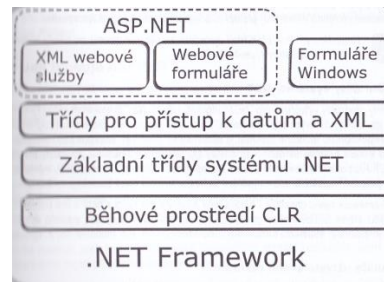 ASP.NET
XML webové
služby
Webové
formuláře
Formuláře
Windows
Třídy pro přístup k datům a XML
Základní třídy systému .NET
Běhové prostředí CLR
.NET Framework